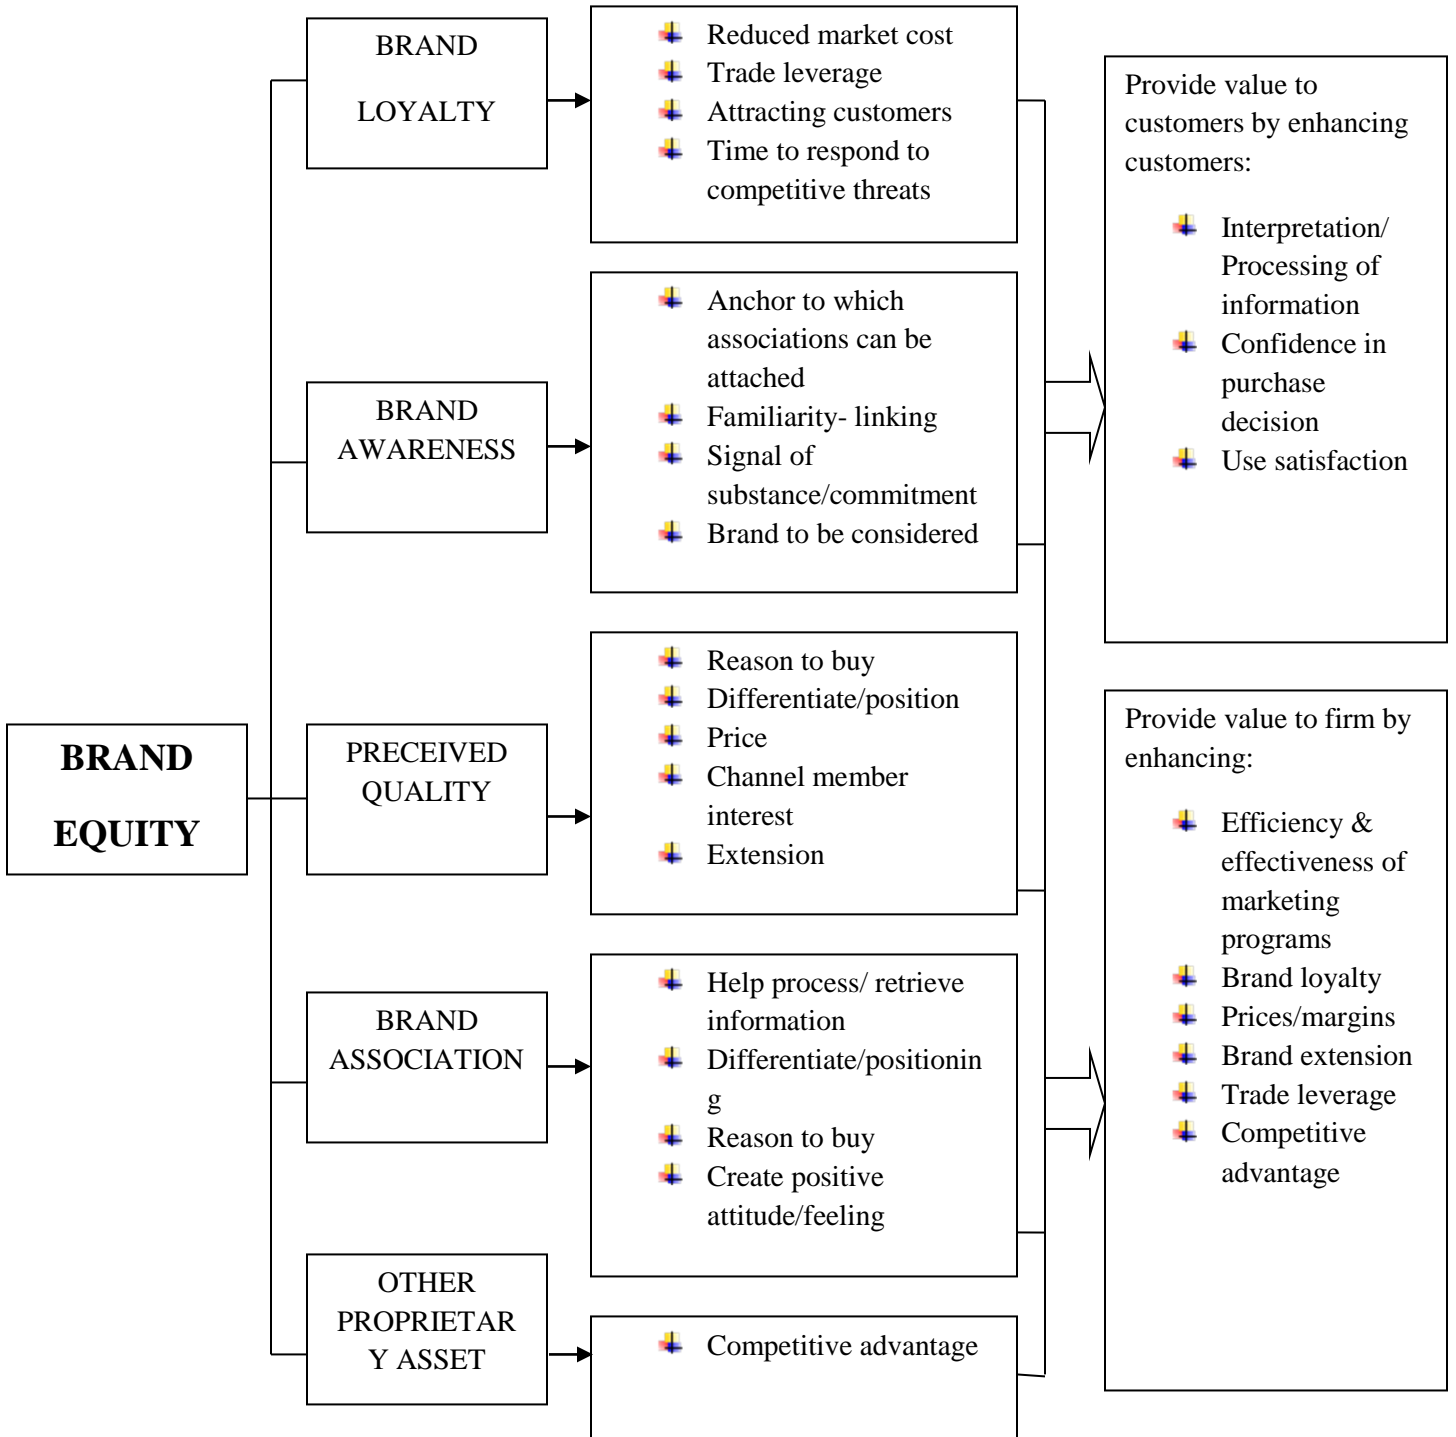 BRAND
LOYALTY
Reduced market cost
Trade leverage
Attracting customers
Time to respond to
competitive threats
Provide value to
customers by enhancing
customers:
Interpretation/
Processing of
information
Confidence in
purchase
decision
Use satisfaction
BRAND
AWARENESS
Anchor to which
associations can be
attached
Familiarity- linking
Signal of
substance/commitment
Brand to be considered
BRAND
EQUITY
PRECEIVED
QUALITY
Reason to buy
Differentiate/position
Price
Channel member
interest
Extension
Provide value to firm by
enhancing:
Efficiency &
effectiveness of
marketing
programs
Brand loyalty
Prices/margins
Brand extension
Trade leverage
Competitive
advantage
BRAND
ASSOCIATION
Help process/ retrieve
information
Differentiate/positionin
g
Reason to buy
Create positive
attitude/feeling
OTHER
PROPRIETAR
Y ASSET
Competitive advantage